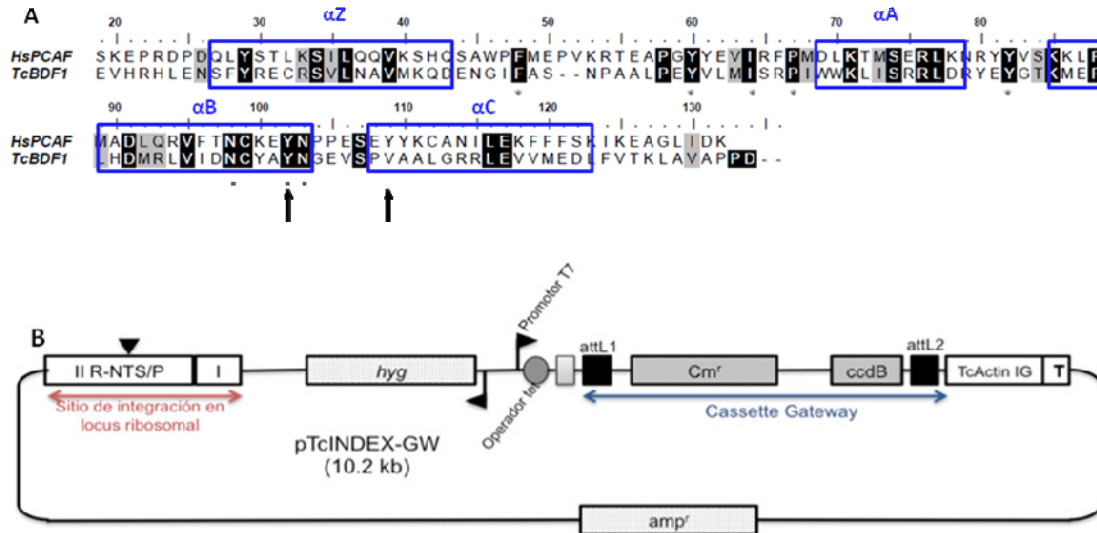 A
αZ
αA
20 30 40 50 60 70 80
HsPCAF SKEPRDPDQLYSTLKSILQQVKSHQSAWPFMEPVKRTEAPGYYEVIRFPMDLKTMSERLKNRYYVSKKLF
TcBDF1 EVHRHLENSFYRECRSVLNAVMKQDENGIFAS--NPAALPEYVLMISRPIWWKLISRRLDRYEYGTKMEF
* * * * *
90 100 110 120 130
αB
αC
HsPCAF MADLQRVFTNCKEYNPPESEYYKCANILEKFFFSKIKEAGLIDK
TcBDF1 LHDMRLVIDNCYAYNGEVSPVAALGRRLEVFVMEDLFVTKLAVAPPD--
B
Promotor T7
attL1
attL2
II R-NTS/P
I
hyg
Cmʳ
ccdB
TcActin IG
T
Operador tet
Sitio de integración en
locus ribosomal
Cassette Gateway
pTcINDEX-GW
(10.2 kb)
ampʳ